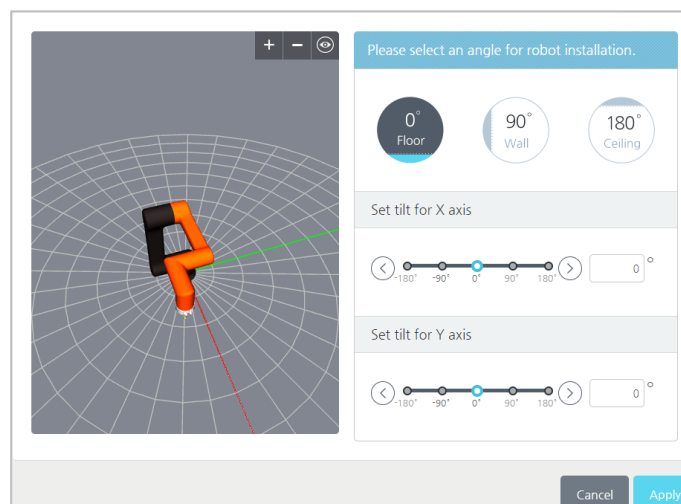 + −
Please select an angle for robot installation.
0° 90° 180°
Floor Wall Ceiling
Set tilt for X axis
-180° -90° 0° 90° 180° 0 °
Set tilt for Y axis
-180° -90° 0° 90° 180° 0 °
Cancel Apply